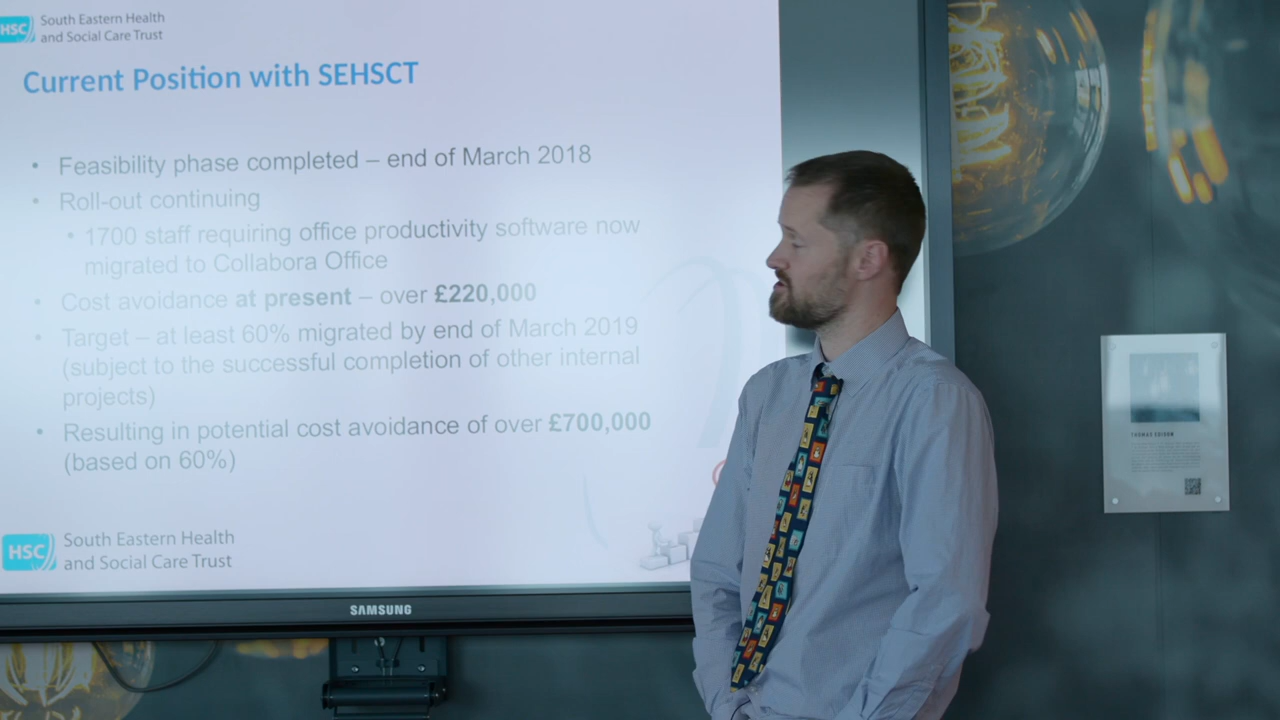 HSC
South Eastern Health
and Social Care Trust
Current Position with SEHSCT
• Feasibility phase completed – end of March 2018
• Roll-out continuing
• 1700 staff requiring office productivity software now
migrated to Collabora Office
• Cost avoidance at present – over £220,000
• Target – at least 60% migrated by end of March 2019
(subject to the successful completion of other internal
projects)
• Resulting in potential cost avoidance of over £700,000
(based on 60%)
HSC
South Eastern Health
and Social Care Trust
SAMSUNG
THOMAS EDISON